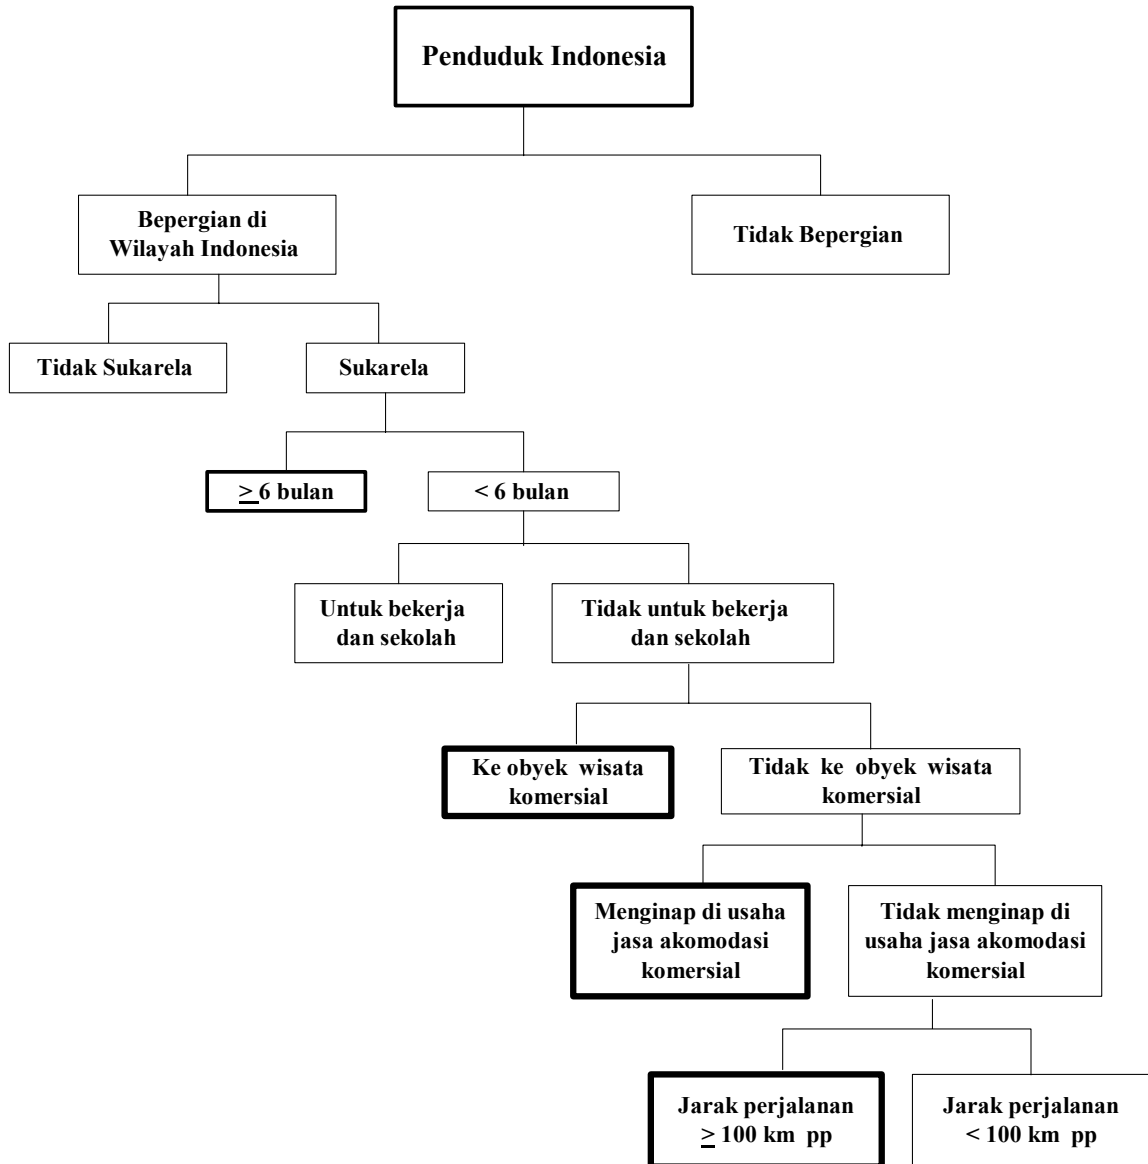 Penduduk Indonesia
Bepergian di
Wilayah Indonesia
Tidak Bepergian
Tidak Sukarela
Sukarela
≥ 6 bulan
< 6 bulan
Untuk bekerja
dan sekolah
Tidak untuk bekerja
dan sekolah
Ke obyek wisata
komersial
Tidak ke obyek wisata
komersial
Menginap di usaha
jasa akomodasi
komersial
Tidak menginap di
usaha jasa akomodasi
komersial
Jarak perjalanan
≥ 100 km pp
Jarak perjalanan
< 100 km pp